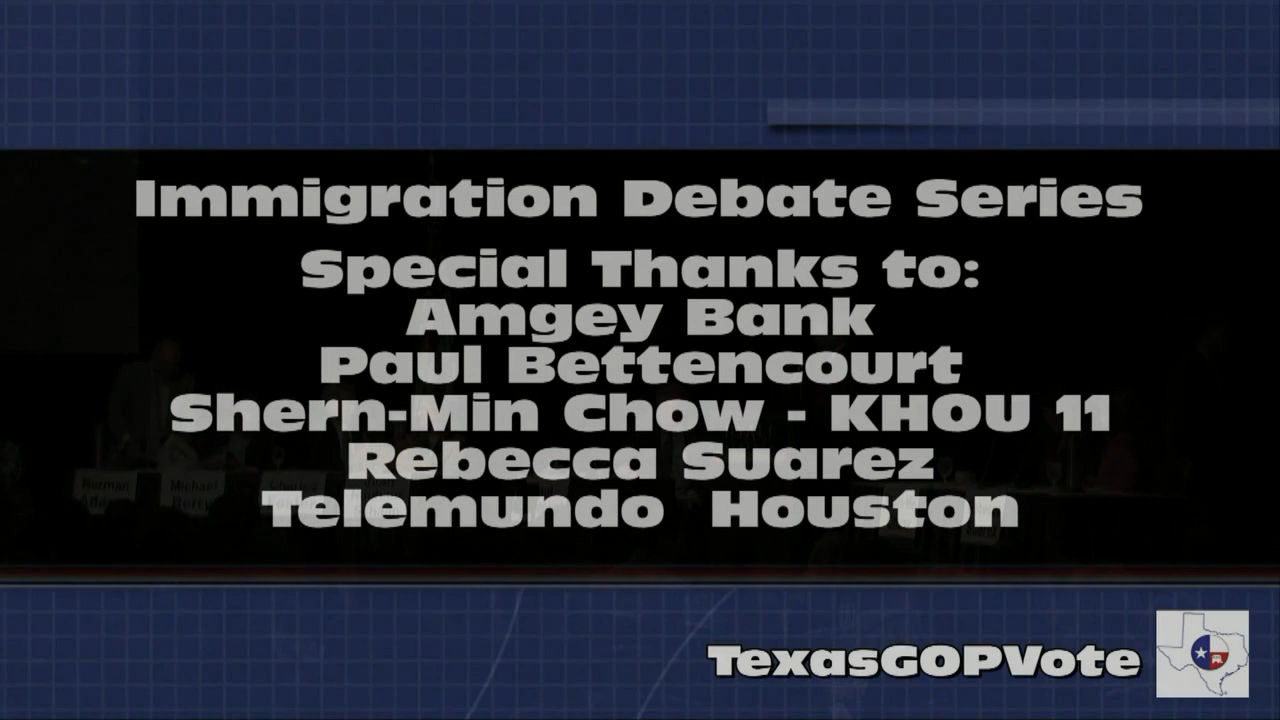 Immigration Debate Series
Special Thanks to:
Amgey Bank
Paul Bettencourt
Shern-Min Chow - KHOU 11
Rebecca Suarez
Telemundo Houston
Michael
TexasGOPVote